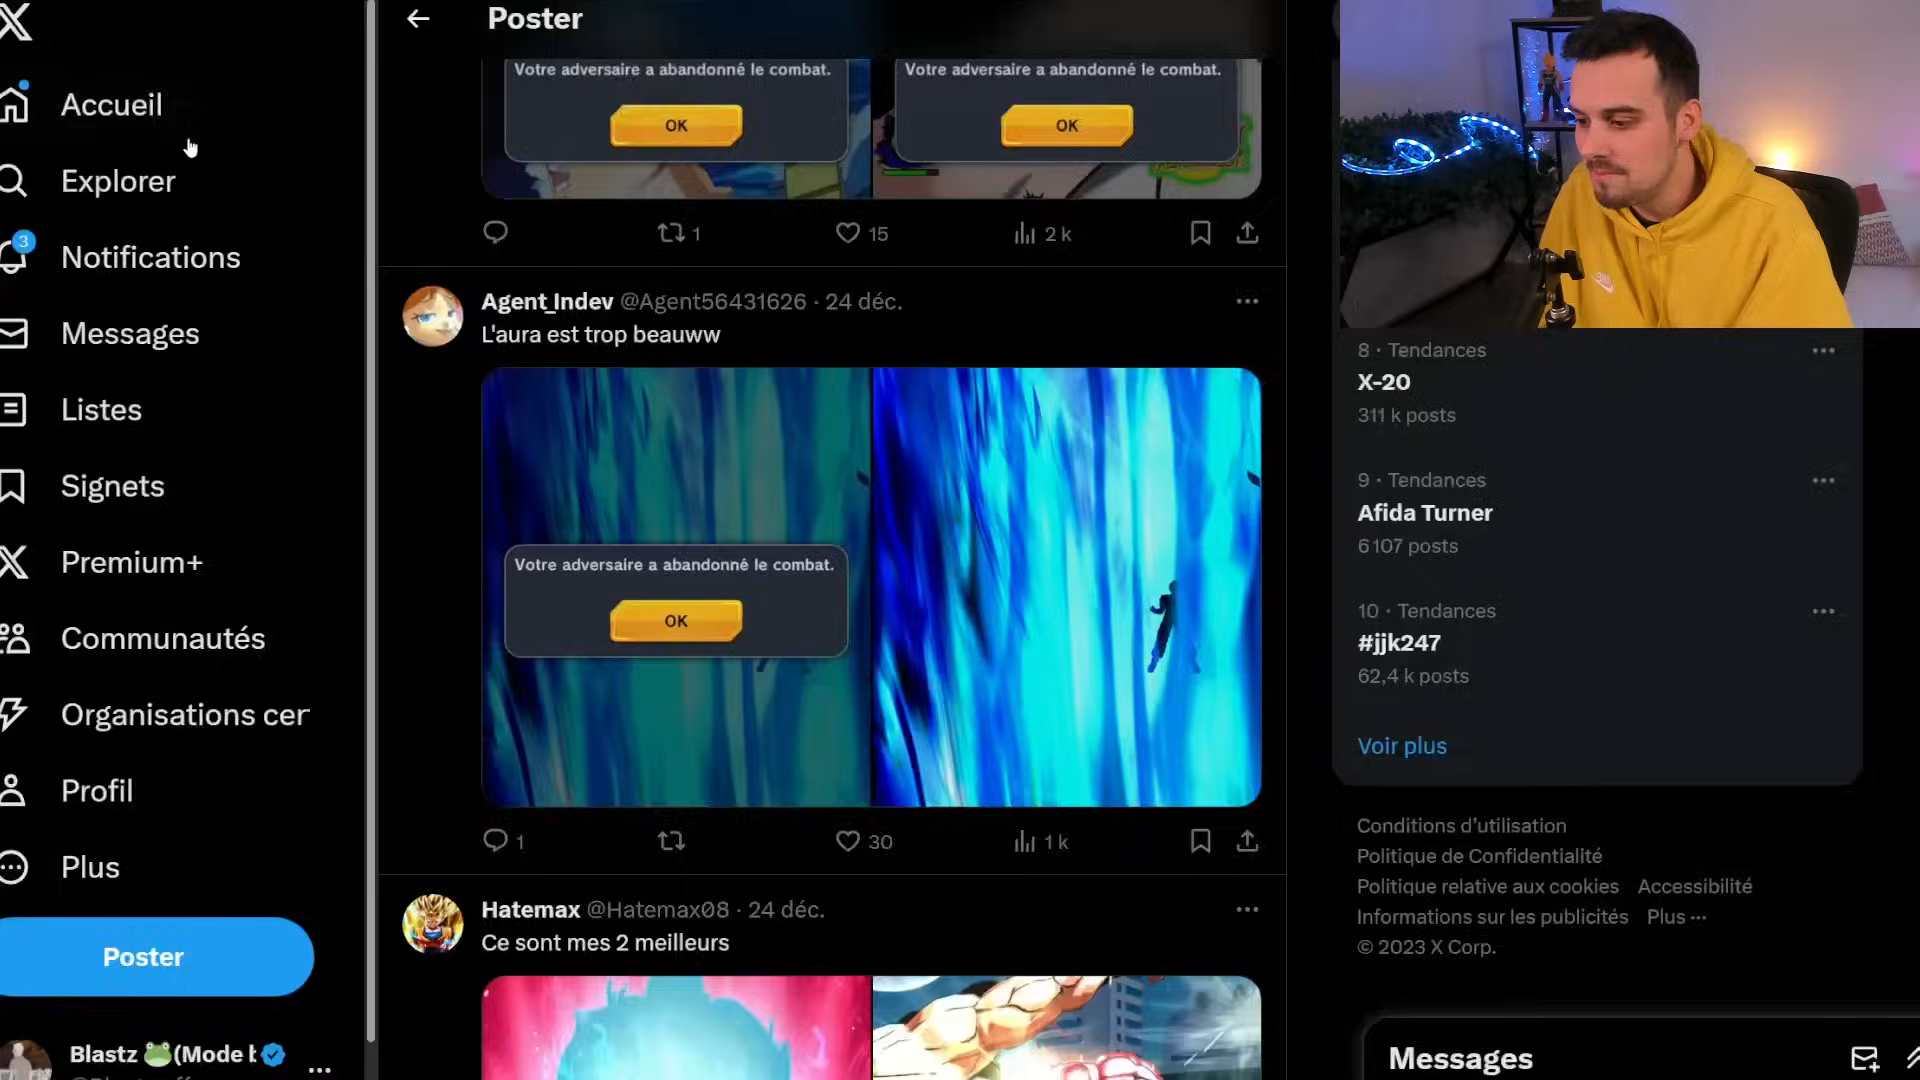 Accueil
Explorer
3
Notifications
Messages
Listes
Signets
Premium+
Communautés
Organisations cer
Profil
Plus
Poster
Blastz 🐸(Mode
Poster
Votre adversaire a abandonné le combat.
OK
Votre adversaire a abandonné le combat.
OK
1
15
2 k
Agent_Indev @Agent56431626 · 24 déc.
L'aura est trop beauww
Votre adversaire a abandonné le combat.
OK
1
30
1 k
Hatemax @Hatemax08 · 24 déc.
Ce sont mes 2 meilleurs
8 · Tendances
X-20
311 k posts
9 · Tendances
Afida Turner
6 107 posts
10 · Tendances
#jjk247
62,4 k posts
Voir plus
Conditions d’utilisation
Politique de Confidentialité
Politique relative aux cookies Accessibilité
Informations sur les publicités Plus ···
© 2023 X Corp.
Messages